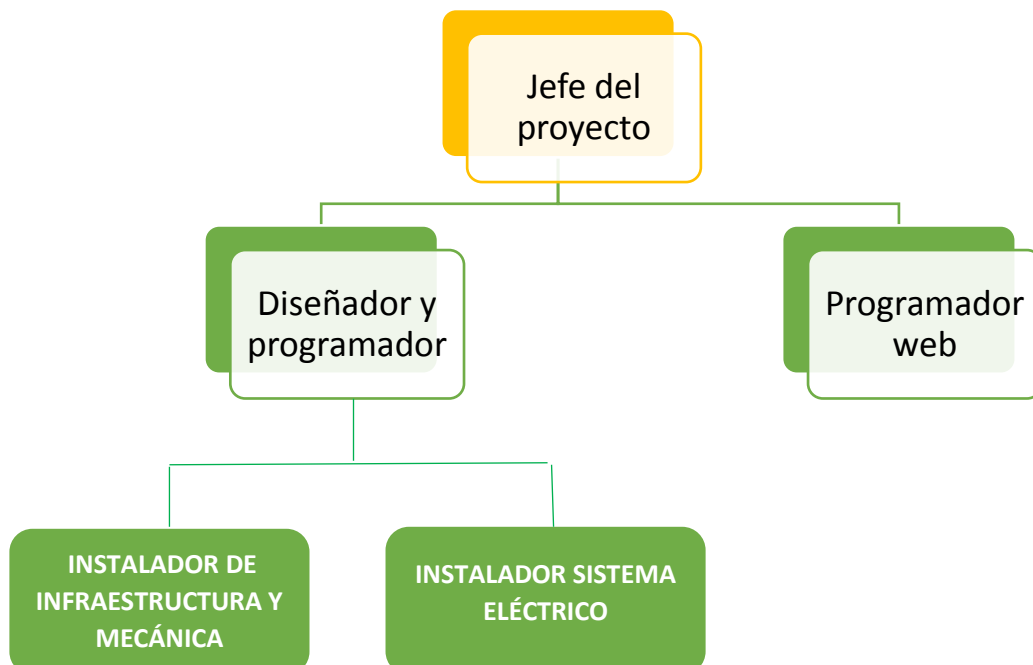 Jefe del
proyecto
Diseñador y
programador
Programador
web
INSTALADOR DE
INFRAESTRUCTURA Y
MECÁNICA
INSTALADOR SISTEMA
ELÉCTRICO